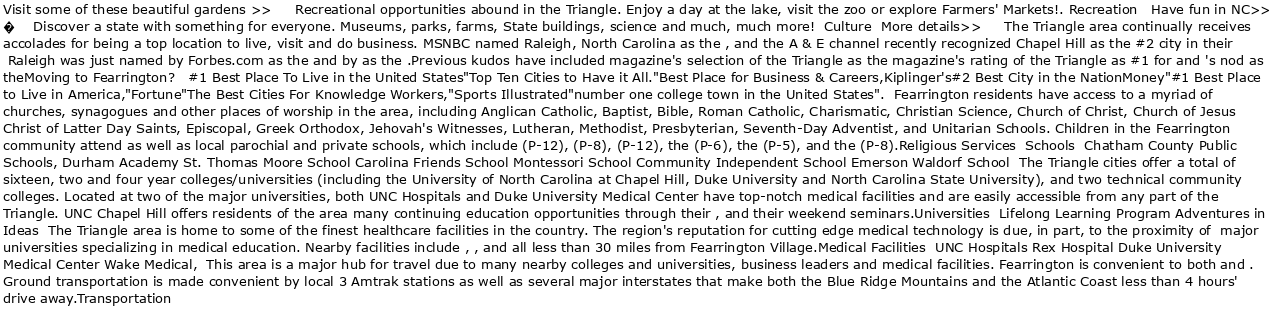 Visit some of these beautiful gardens >>      Recreational opportunities abound in the Triangle. Enjoy a day at the lake, visit the zoo or explore Farmers' Markets!. Recreation   Have fun in NC>>
�    Discover a state with something for everyone. Museums, parks, farms, State buildings, science and much, much more!  Culture  More details>>      The Triangle area continually receives
accolades for being a top location to live, visit and do business. MSNBC named Raleigh, North Carolina as the , and the A & E channel recently recognized Chapel Hill as the #2 city in their
 Raleigh was just named by Forbes.com as the and by as the .Previous kudos have included magazine's selection of the Triangle as the magazine's rating of the Triangle as #1 for and 's nod as
theMoving to Fearrington?   #1 Best Place To Live in the United States"Top Ten Cities to Have it All."Best Place for Business & Careers,Kiplinger's#2 Best City in the NationMoney"#1 Best Place
to Live in America,"Fortune"The Best Cities For Knowledge Workers,"Sports Illustrated"number one college town in the United States".  Fearrington residents have access to a myriad of
churches, synagogues and other places of worship in the area, including Anglican Catholic, Baptist, Bible, Roman Catholic, Charismatic, Christian Science, Church of Christ, Church of Jesus
Christ of Latter Day Saints, Episcopal, Greek Orthodox, Jehovah's Witnesses, Lutheran, Methodist, Presbyterian, Seventh-Day Adventist, and Unitarian Schools. Children in the Fearrington
community attend as well as local parochial and private schools, which include (P-12), (P-8), (P-12), the (P-6), the (P-5), and the (P-8).Religious Services  Schools  Chatham County Public
Schools, Durham Academy St. Thomas Moore School Carolina Friends School Montessori School Community Independent School Emerson Waldorf School  The Triangle cities offer a total of
sixteen, two and four year colleges/universities (including the University of North Carolina at Chapel Hill, Duke University and North Carolina State University), and two technical community
colleges. Located at two of the major universities, both UNC Hospitals and Duke University Medical Center have top-notch medical facilities and are easily accessible from any part of the
Triangle. UNC Chapel Hill offers residents of the area many continuing education opportunities through their , and their weekend seminars.Universities  Lifelong Learning Program Adventures in
Ideas  The Triangle area is home to some of the finest healthcare facilities in the country. The region's reputation for cutting edge medical technology is due, in part, to the proximity of  major
universities specializing in medical education. Nearby facilities include , , and all less than 30 miles from Fearrington Village.Medical Facilities  UNC Hospitals Rex Hospital Duke University
Medical Center Wake Medical,  This area is a major hub for travel due to many nearby colleges and universities, business leaders and medical facilities. Fearrington is convenient to both and .
Ground transportation is made convenient by local 3 Amtrak stations as well as several major interstates that make both the Blue Ridge Mountains and the Atlantic Coast less than 4 hours'
drive away.Transportation